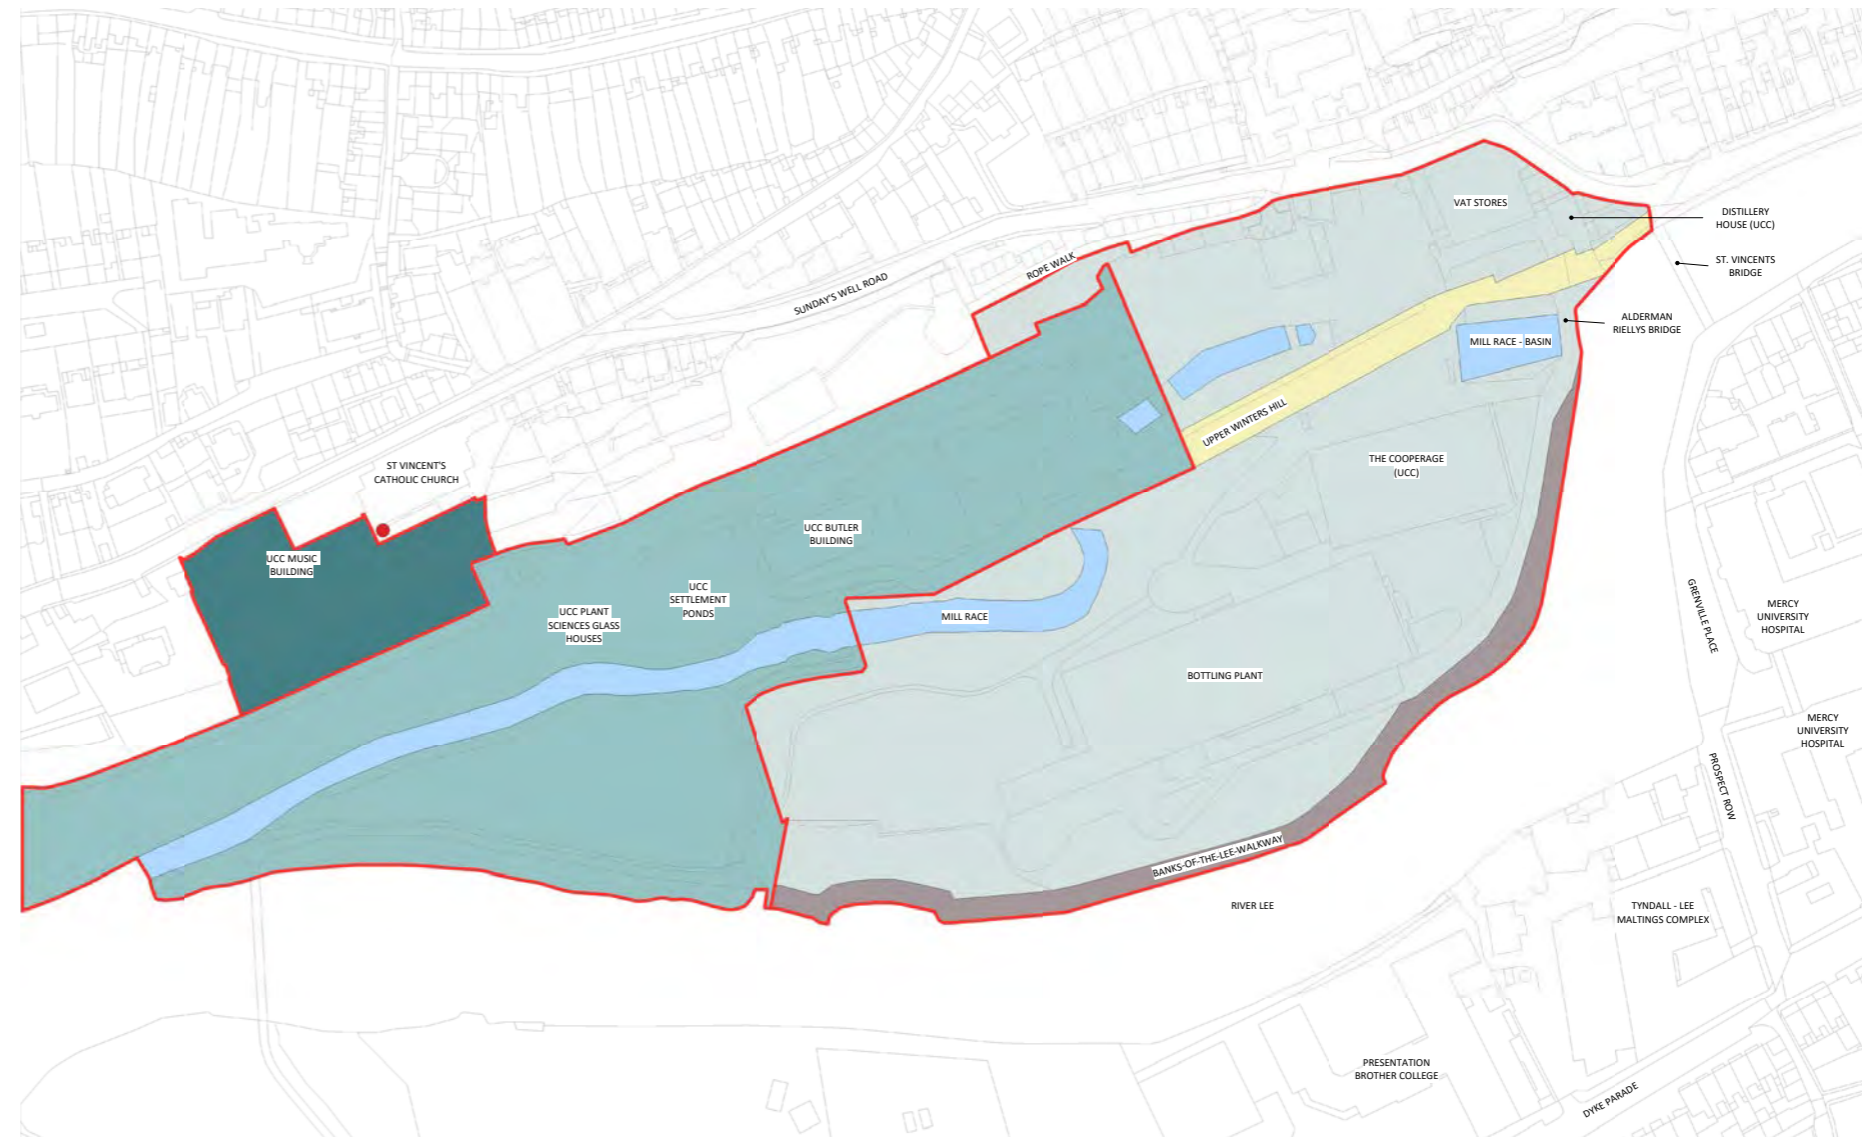 VAT STORES
DISTILLERY
HOUSE (UCC)
ST. VINCENTS
BRIDGE
ROPE WALK
SUNDAY'S WELL ROAD
ALDERMAN
RIELLYS BRIDGE
MILL RACE - BASIN
UPPER WINTERS HILL
THE COOPERAGE
(UCC)
ST VINCENT'S
CATHOLIC CHURCH
UCC MUSIC
BUILDING
UCC BUTLER
BUILDING
UCC
SETTLEMENT
PONDS
UCC PLANT
SCIENCES GLASS
HOUSES
MILL RACE
GRENVILLE PLACE
MERCY
UNIVERSITY
HOSPITAL
BOTTLING PLANT
MERCY
UNIVERSITY
HOSPITAL
PROSPECT ROW
BANKS-OF-THE-LEE-WALKWAY
RIVER LEE
TYNDALL - LEE
MALTINGS COMPLEX
PRESENTATION
BROTHER COLLEGE
DYKE PARADE